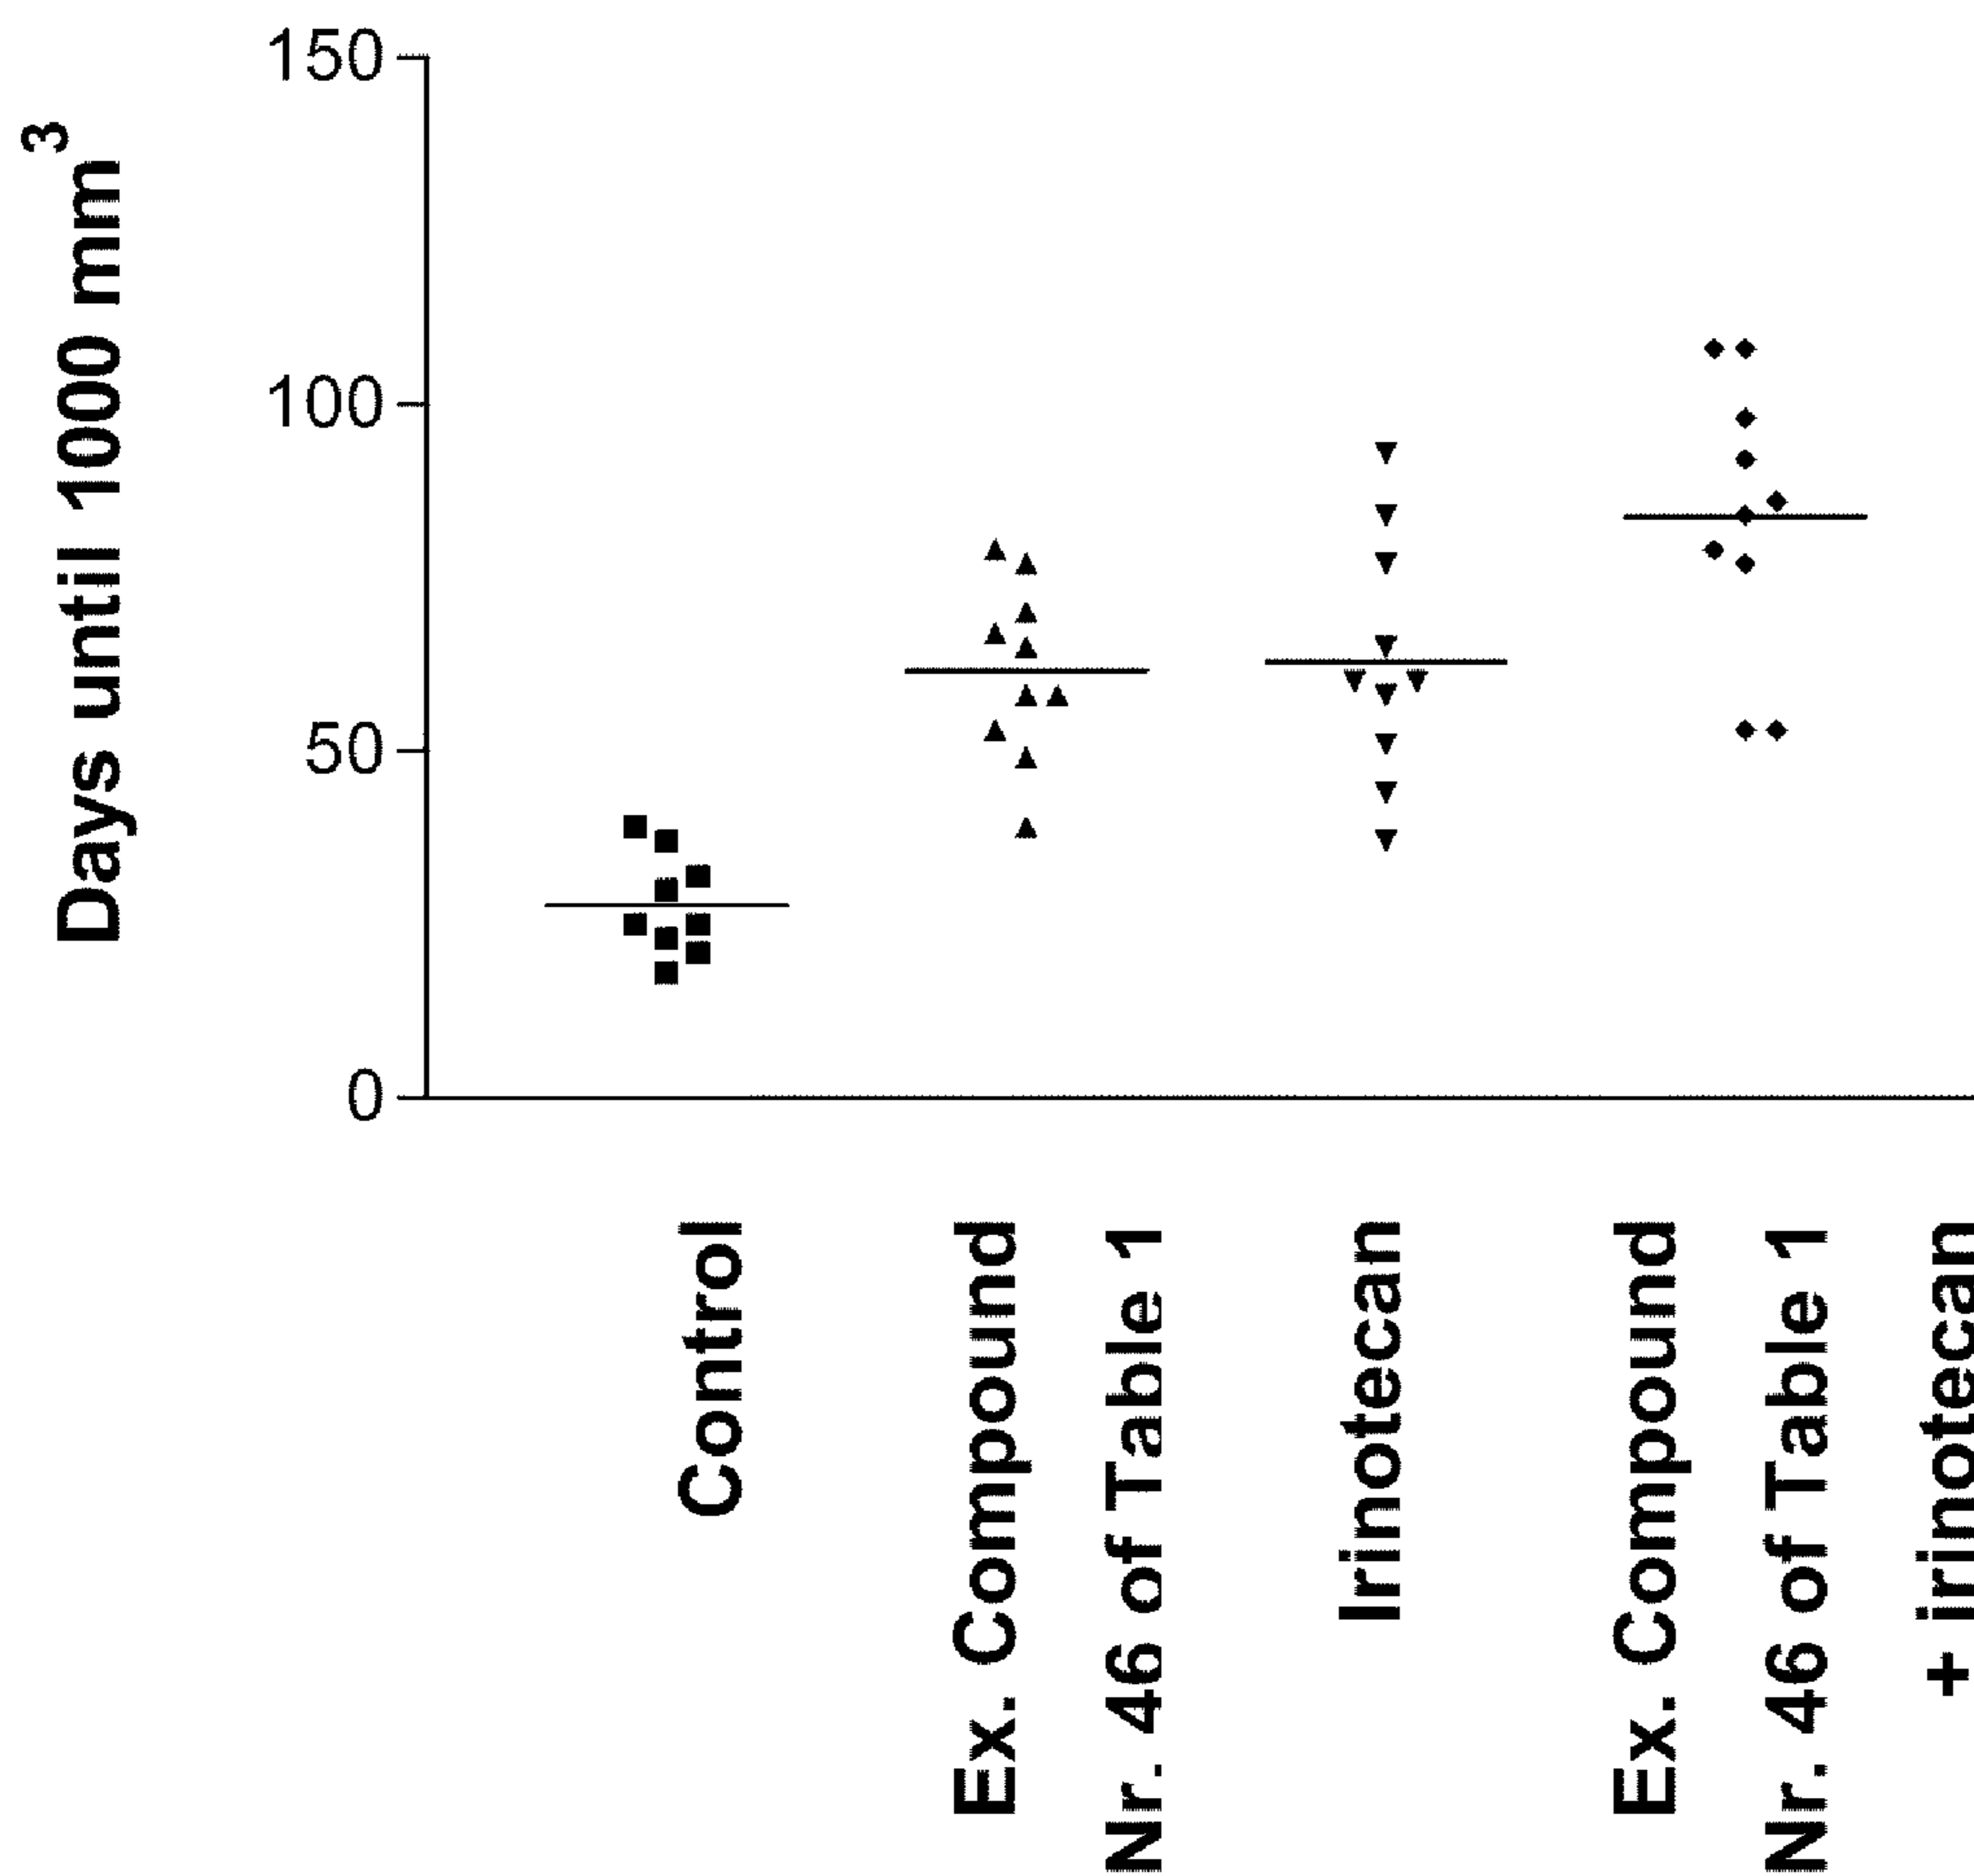 Days until 1000 mm³
150
100
50
0
Control
Ex. Compound
Nr. 46 of Table 1
Irinotecan
Ex. Compound
Nr. 46 of Table 1
+ irinotecan